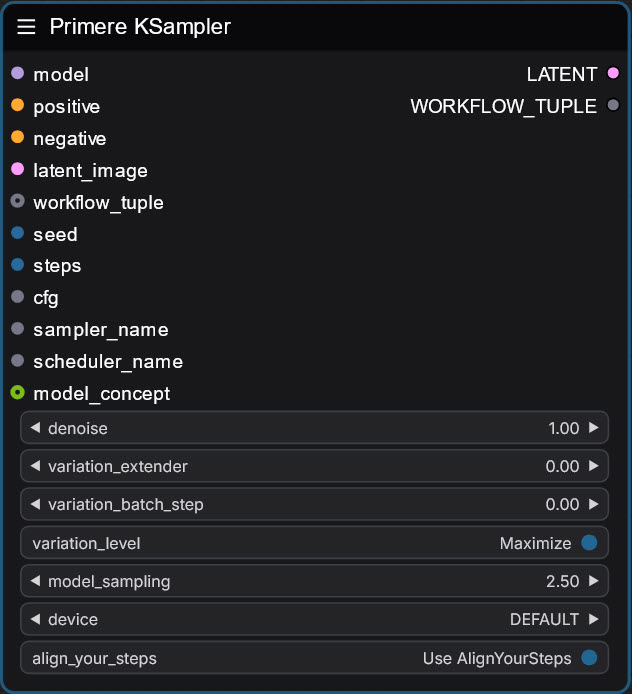 Primere KSampler
model LATENT
positive WORKFLOW_TUPLE
negative
latent_image
workflow_tuple
seed
steps
cfg
sampler_name
scheduler_name
model_concept
denoise 1.00
variation_extender 0.00
variation_batch_step 0.00
variation_level Maximize
model_sampling 2.50
device DEFAULT
align_your_steps Use AlignYourSteps